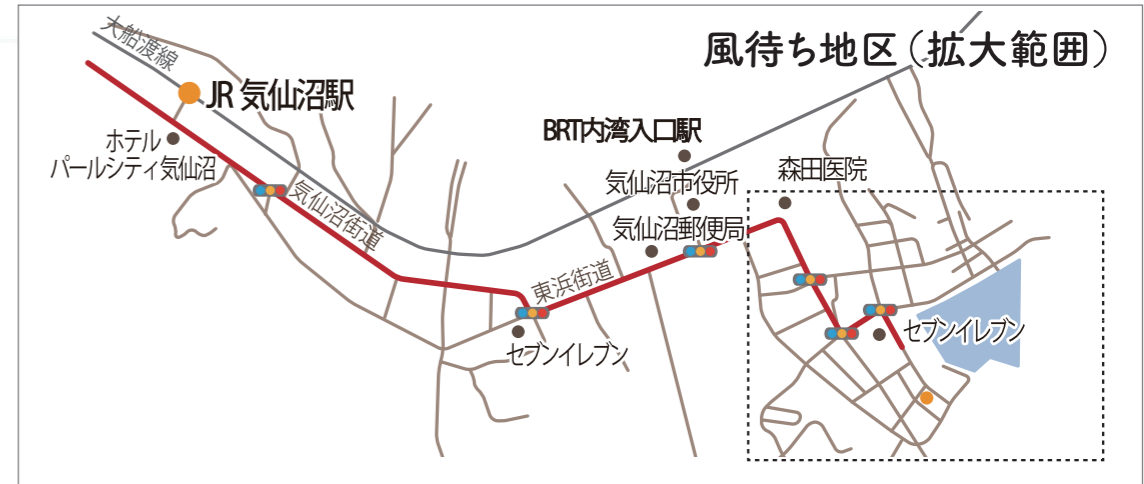 風待ち地区（拡大範囲）
大船渡線
JR 気仙沼駅
ホテル
パールシティ気仙沼
気仙沼街道
BRT内湾入口駅
気仙沼市役所
森田医院
気仙沼郵便局
東浜街道
セブンイレブン
セブンイレブン